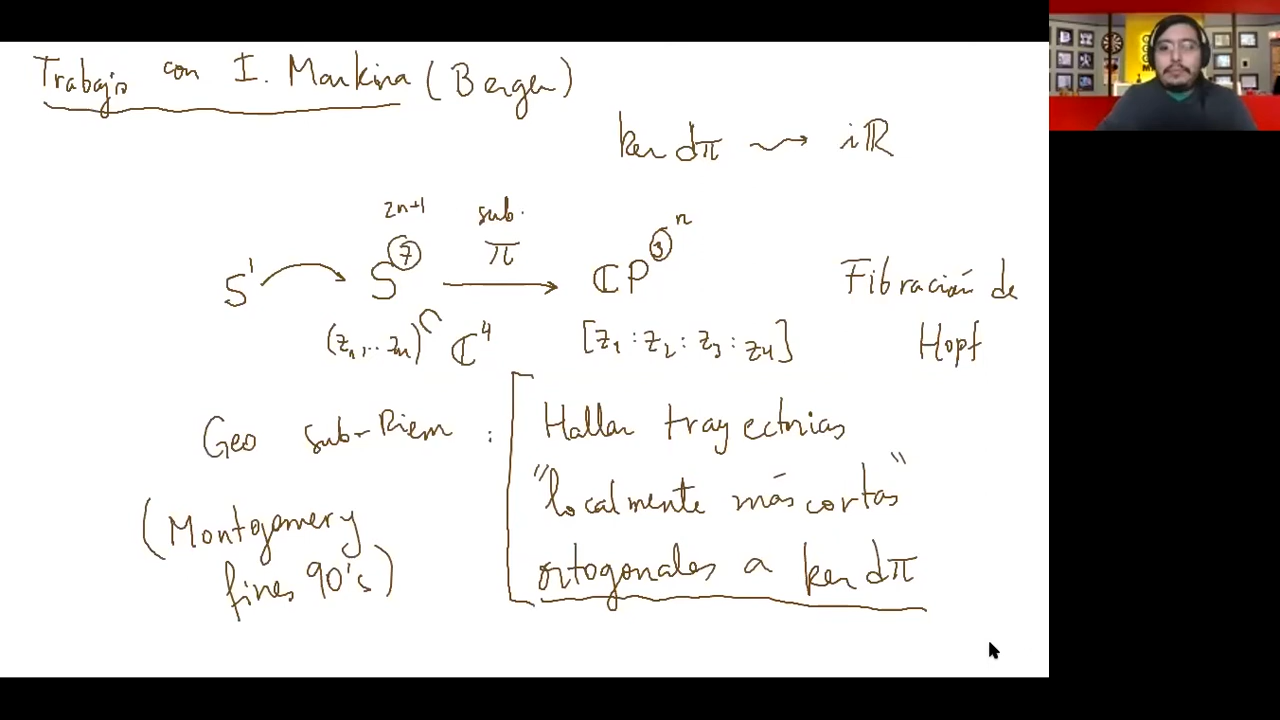 Trabajo con I. Markina (Bergen)
ker dπ ⇝ iℝ
2n+1 sub. n
S¹ → S⁷ π → ℂP³ Fibración de
(z₁,.. z₄) ∩ ℂ⁴ [z₁ : z₂ : z₃ : z₄] Hopf
Geo sub-Riem : Hallar trayectorias
"localmente más cortas"
(Montgomery ortogonales a ker dπ
fines 90's)